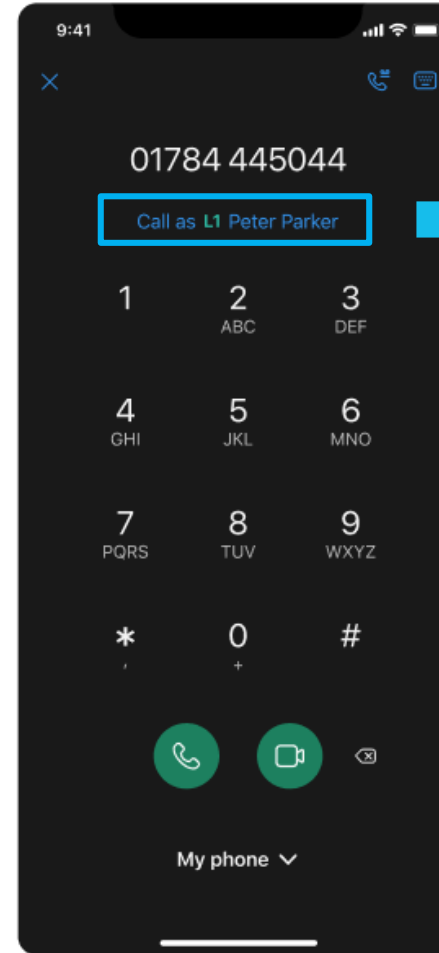 9:41
01784 445044
Call as L1 Peter Parker
1 2 3
ABC DEF
4 5 6
GHI JKL MNO
7 8 9
PQRS TUV WXYZ
* 0 #
, +
My phone